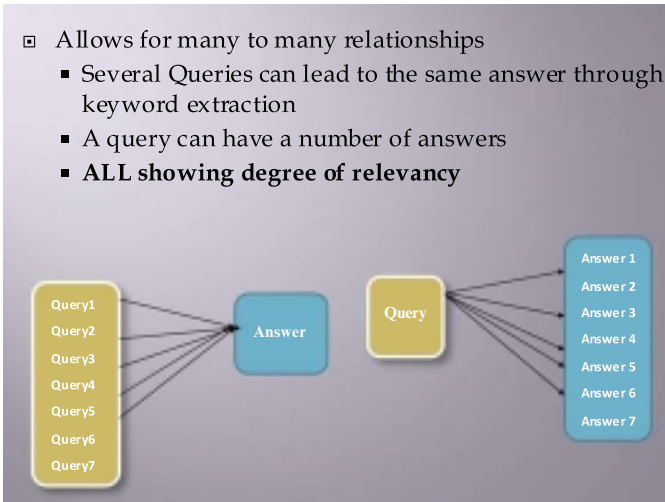 Allows for many to many relationships
Several Queries can lead to the same answer through
keyword extraction
A query can have a number of answers
ALL showing degree of relevancy
Query1
Query2
Query3
Query4
Query5
Query6
Query7
Answer
Query
Answer 1
Answer 2
Answer 3
Answer 4
Answer 5
Answer 6
Answer 7